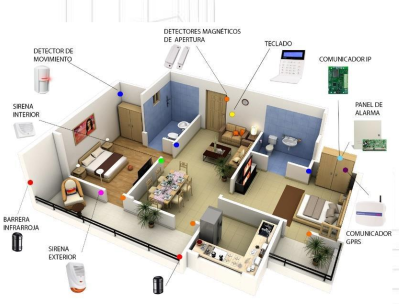 DETECTORES MAGNÉTICOS
DE APERTURA
TECLADO
DETECTOR DE
MOVIMIENTO
COMUNICADOR IP
SIRENA
INTERIOR
PANEL DE
ALARMA
BARRERA
INFRARROJA
SIRENA
EXTERIOR
COMUNICADOR
GPRS